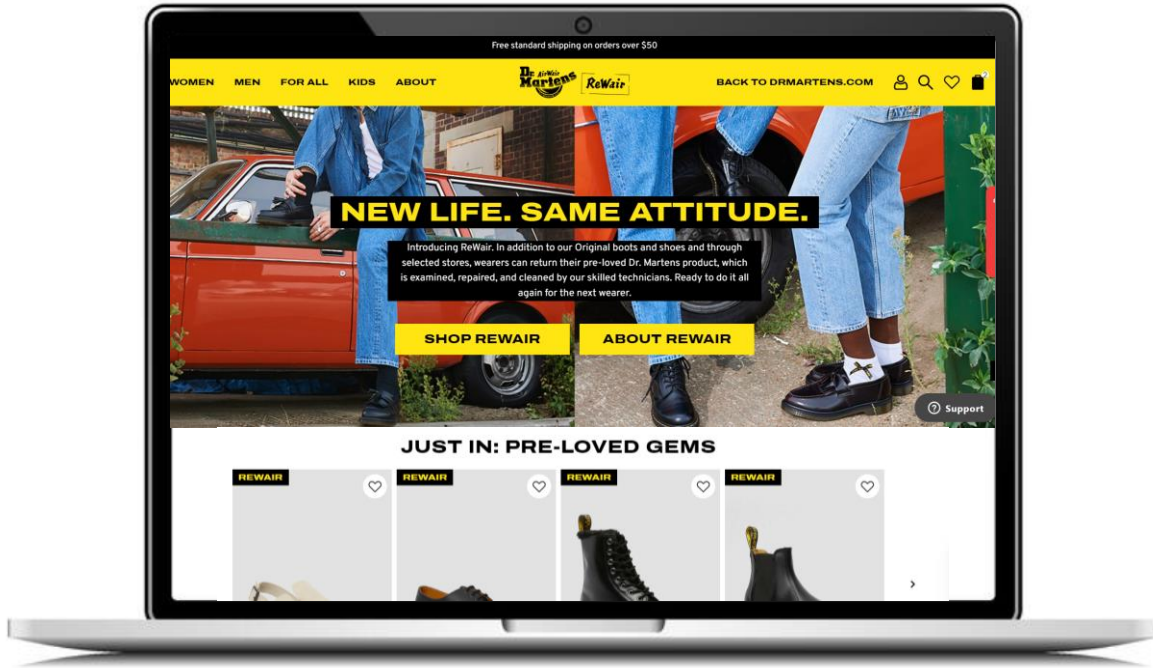 Free standard shipping on orders over $50
WOMEN MEN FOR ALL KIDS ABOUT
Dr. AirWair
Martens
ReWair
BACK TO DRMARTENS.COM
NEW LIFE. SAME ATTITUDE.
Introducing ReWair. In addition to our Original boots and shoes and through
selected stores, wearers can return their pre-loved Dr. Martens product, which
is examined, repaired, and cleaned by our skilled technicians. Ready to do it all
again for the next wearer.
SHOP REWAIR ABOUT REWAIR
Support
JUST IN: PRE-LOVED GEMS
REWAIR REWAIR REWAIR REWAIR